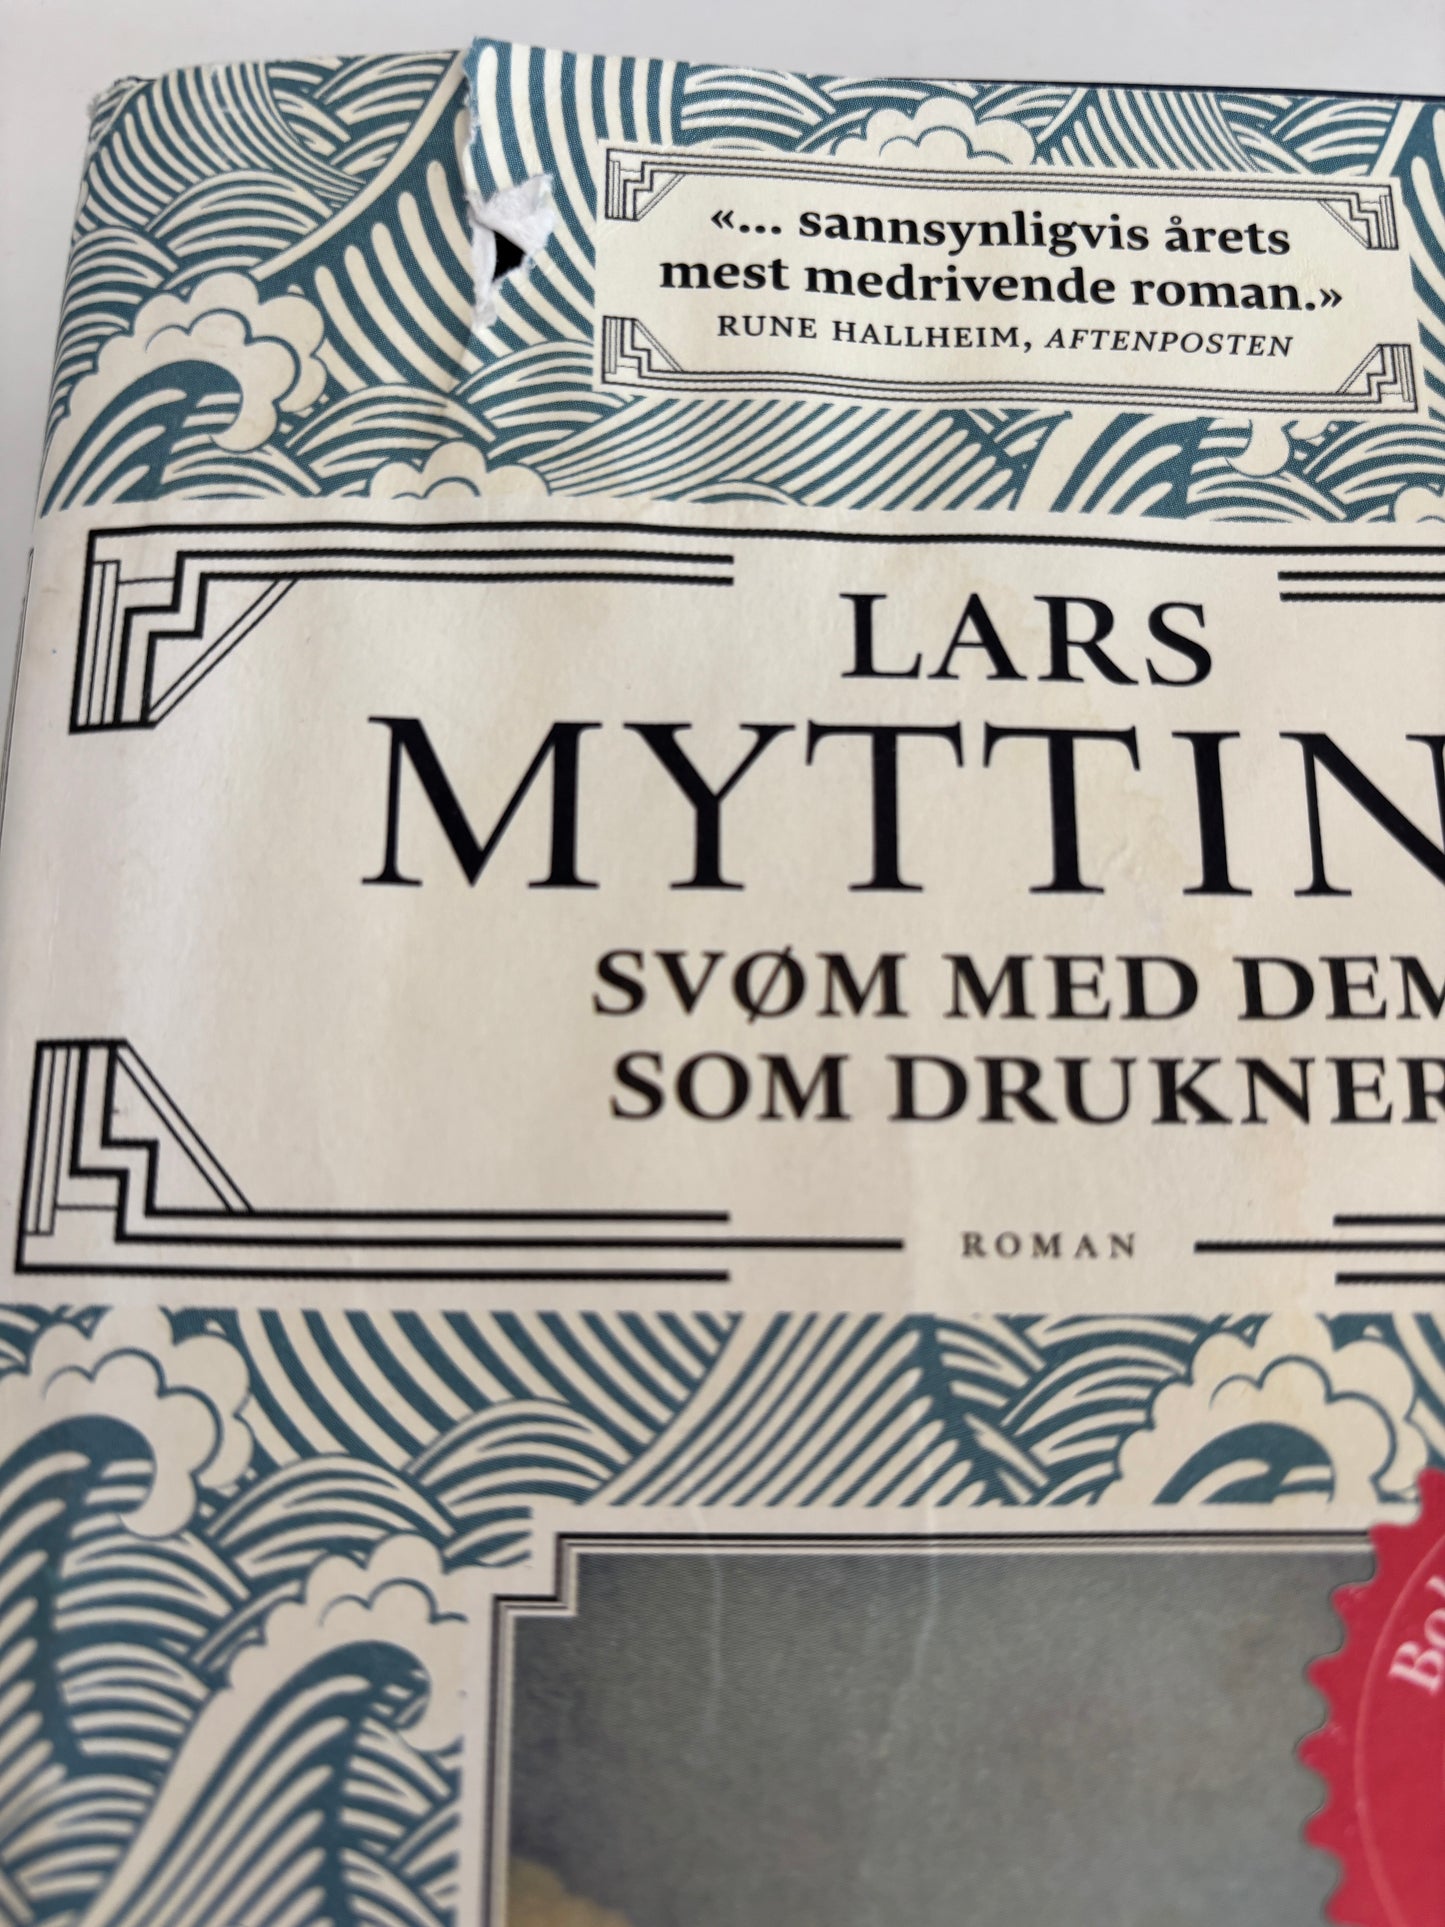 «... sannsynligvis årets
mest medrivende roman.»
RUNE HALLHEIM, AFTENPOSTEN
LARS
MYTTIN
SVØM MED DEM
SOM DRUKNER
ROMAN